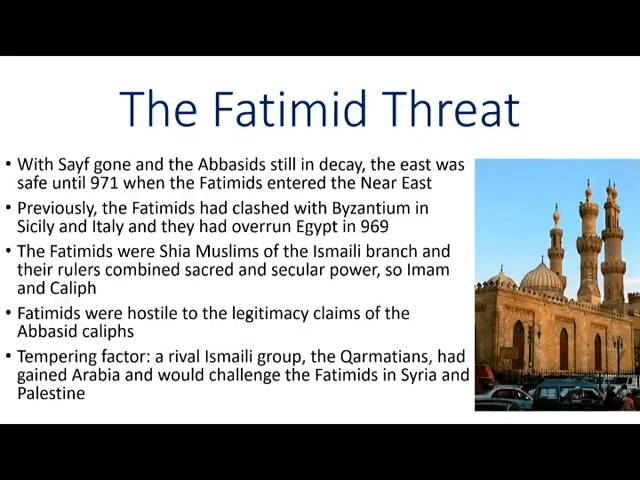 The Fatimid Threat
• With Sayf gone and the Abbasids still in decay, the east was
safe until 971 when the Fatimids entered the Near East
• Previously, the Fatimids had clashed with Byzantium in
Sicily and Italy and they had overrun Egypt in 969
• The Fatimids were Shia Muslims of the Ismaili branch and
their rulers combined sacred and secular power, so Imam
and Caliph
• Fatimids were hostile to the legitimacy claims of the
Abbasid caliphs
• Tempering factor: a rival Ismaili group, the Qarmatians, had
gained Arabia and would challenge the Fatimids in Syria and
Palestine